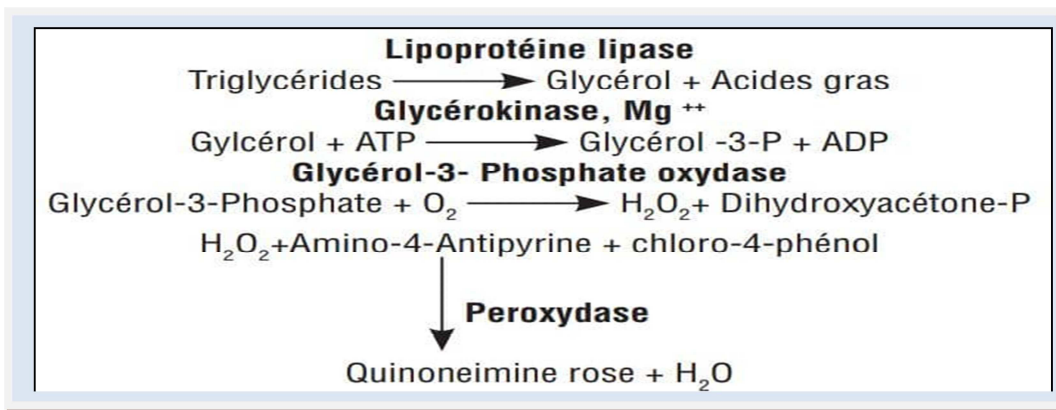 Lipoprotéine lipase
Triglycérides ⟶ Glycérol + Acides gras
Glycérokinase, Mg ⁺⁺
Gylcérol + ATP ⟶ Glycérol -3-P + ADP
Glycérol-3- Phosphate oxydase
Glycérol-3-Phosphate + O₂ ⟶ H₂O₂+ Dihydroxyacétone-P
H₂O₂+Amino-4-Antipyrine + chloro-4-phénol
Peroxydase
Quinoneimine rose + H₂O